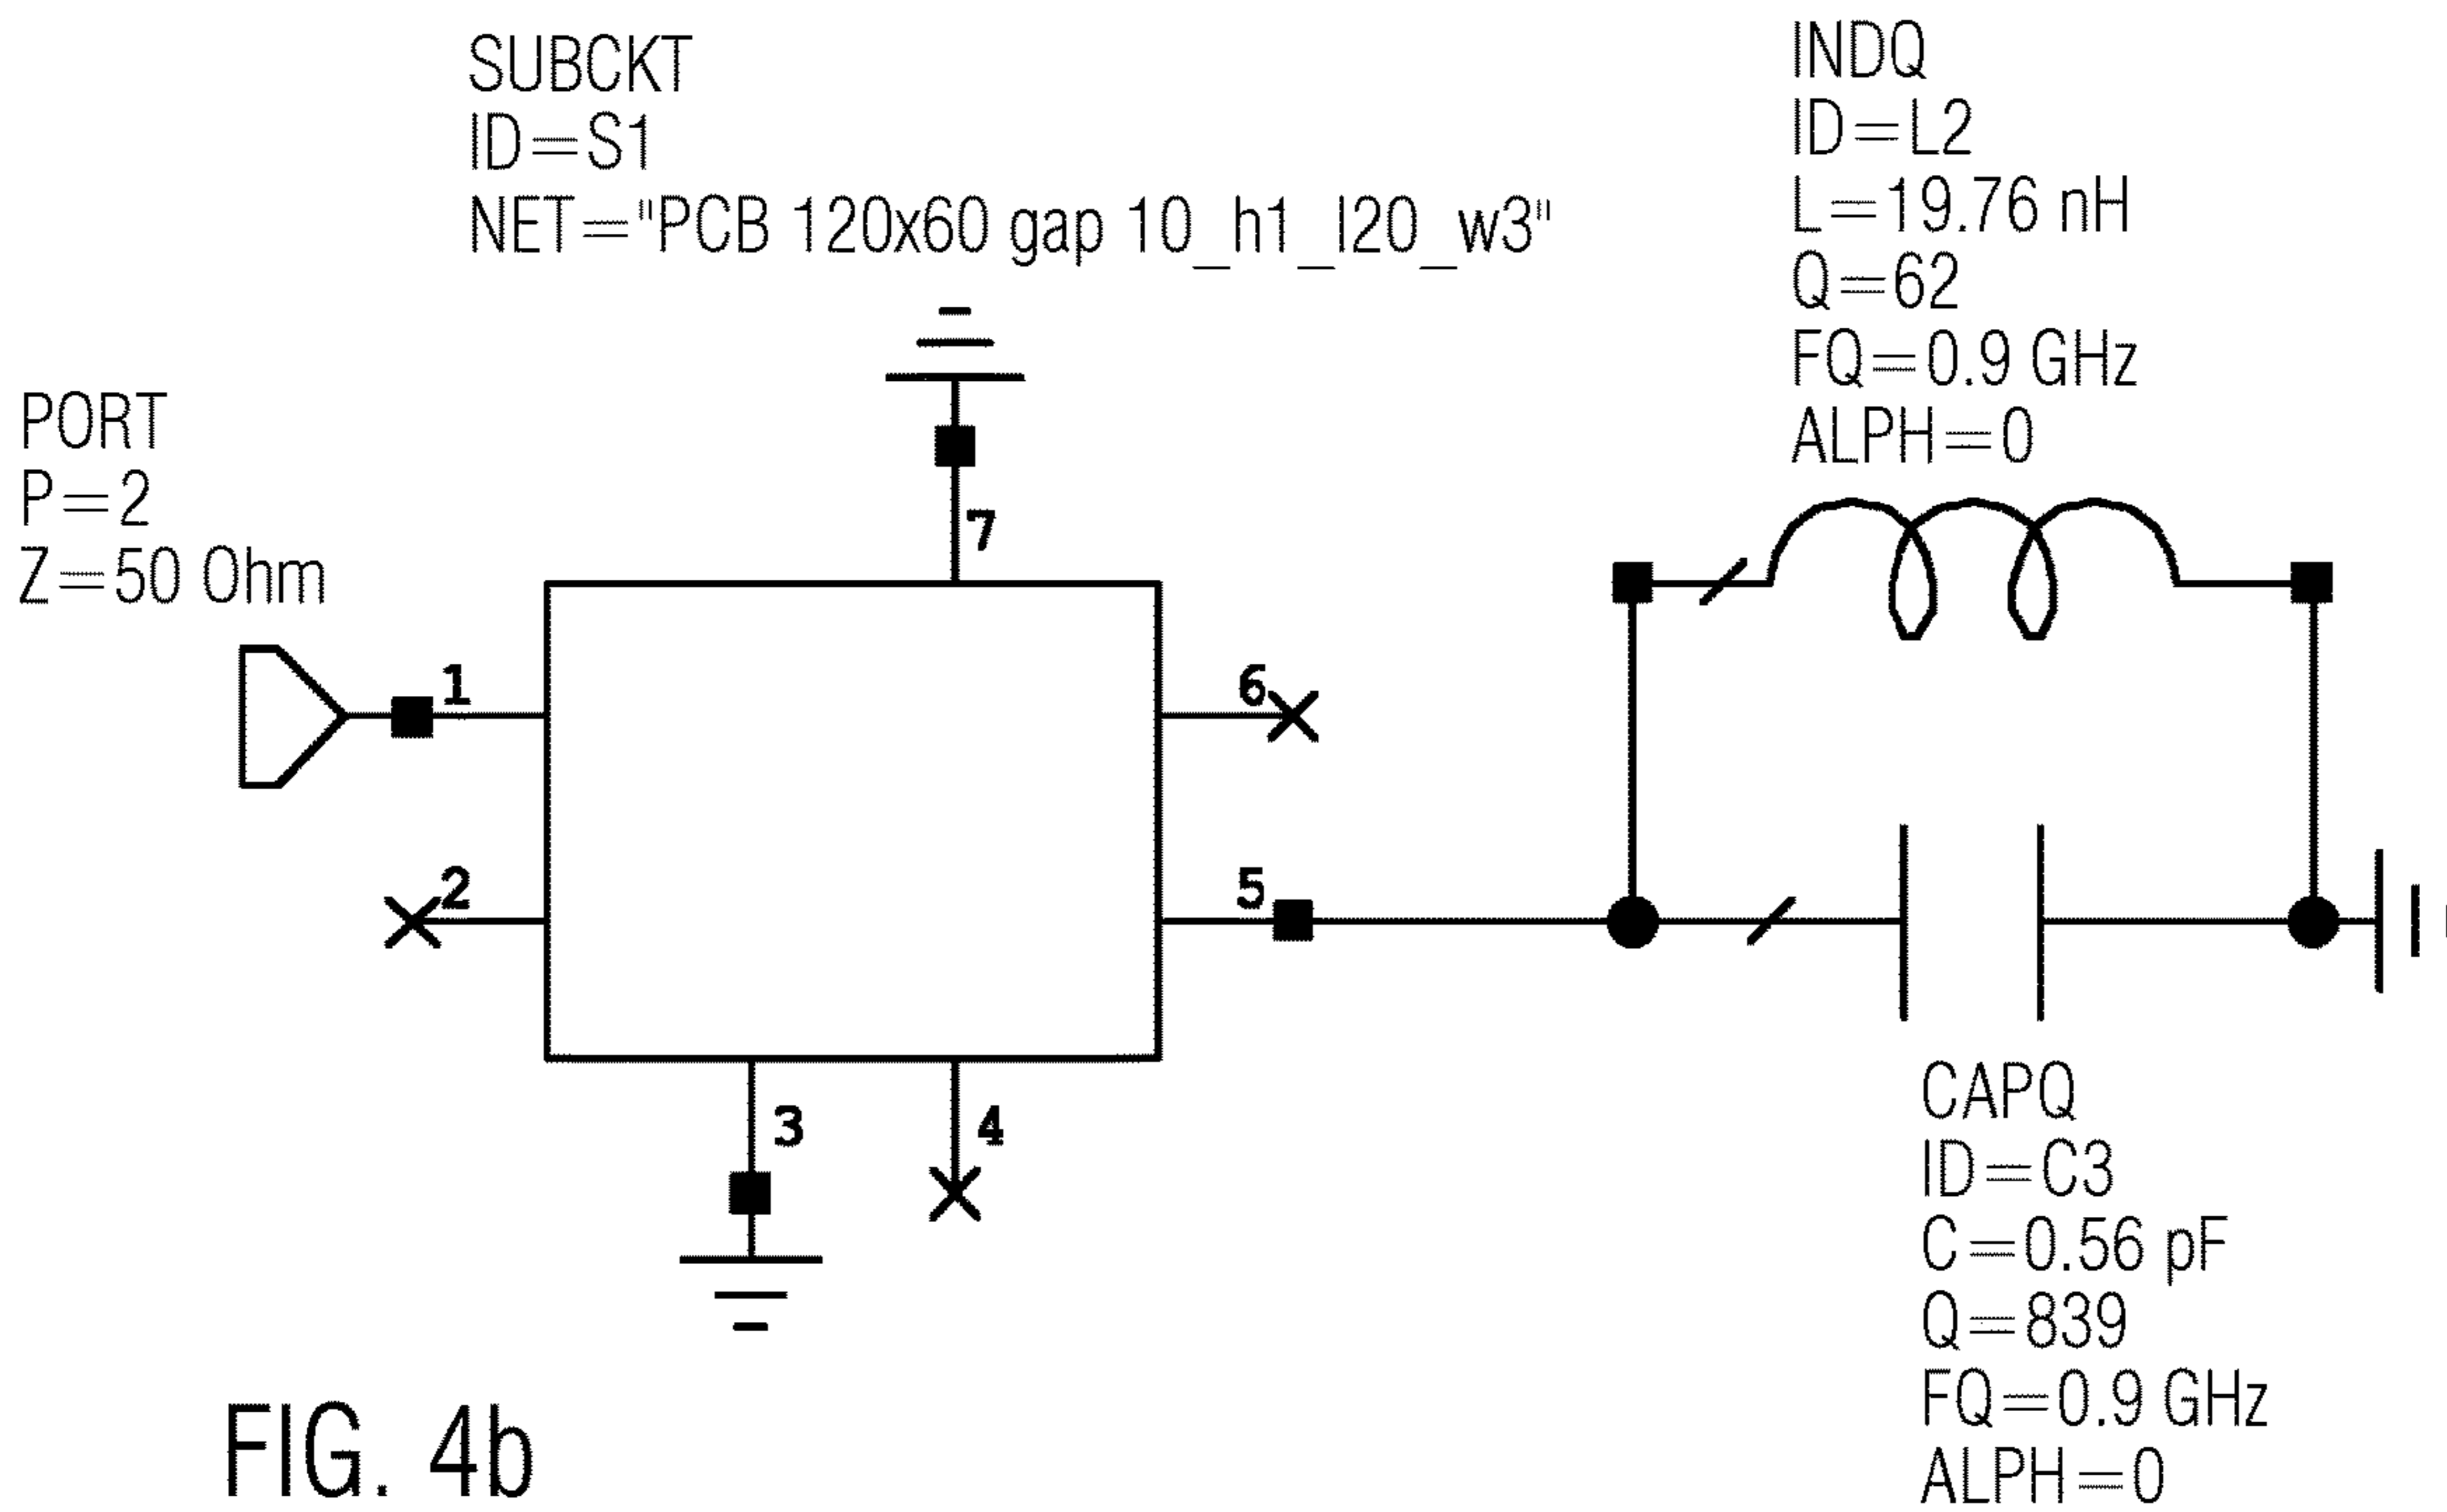 SUBCKT
ID=S1
NET="PCB 120x60 gap 10_h1_l20_w3"
INDQ
ID=L2
L=19.76 nH
Q=62
FQ=0.9 GHz
ALPH=0
PORT
P=2
Z=50 Ohm
7
1
6
2
5
3
4
CAPQ
ID=C3
C=0.56 pF
Q=839
FQ=0.9 GHz
ALPH=0
FIG. 4b